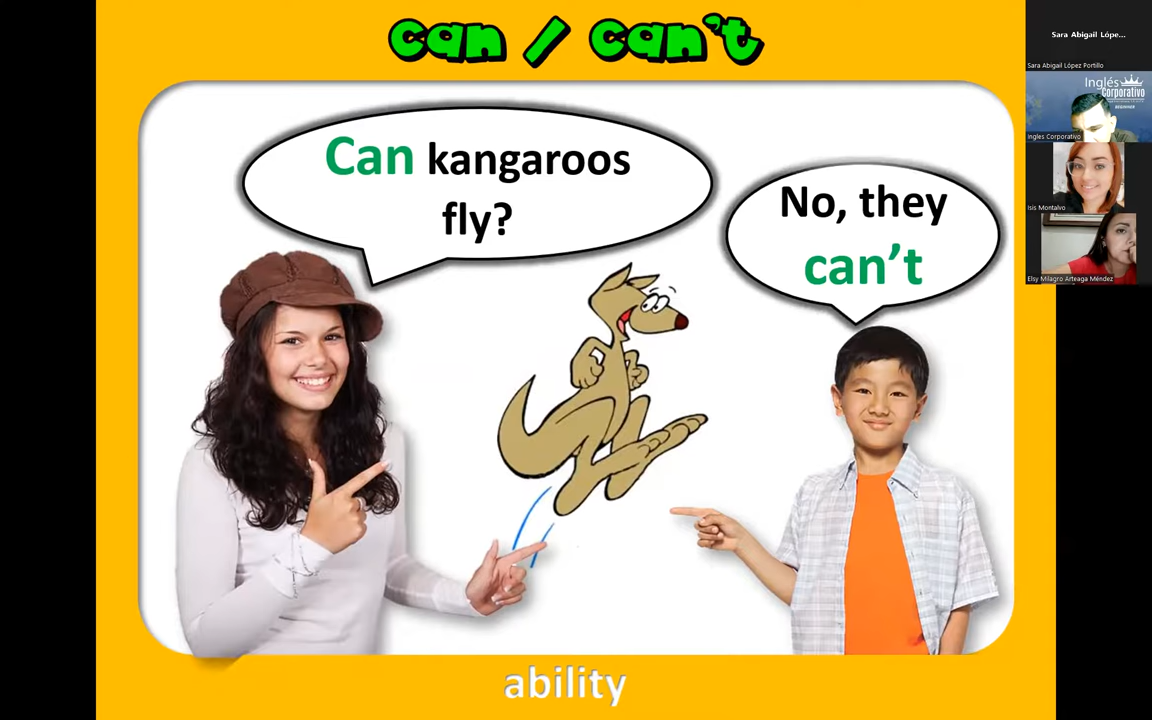 can / can't
Can kangaroos
fly?
No, they
can't
ability
Sara Abigail Lópe...
Sara Abigail López Portillo
Inglés
Corporativo
BEGINNER
Ingles Corporativo
Isis Montalvo
Elsy Milagro Arteaga Méndez